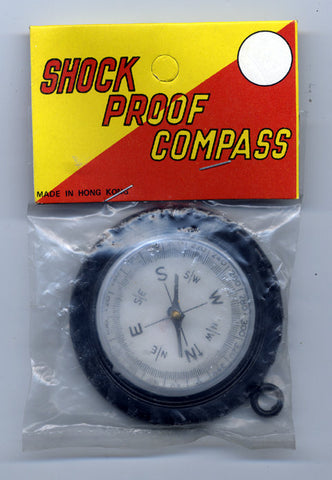 SHOCK
PROOF
COMPASS
MADE IN HONG KONG
S
S/E
S/W
E
W
N/E
N/W
N